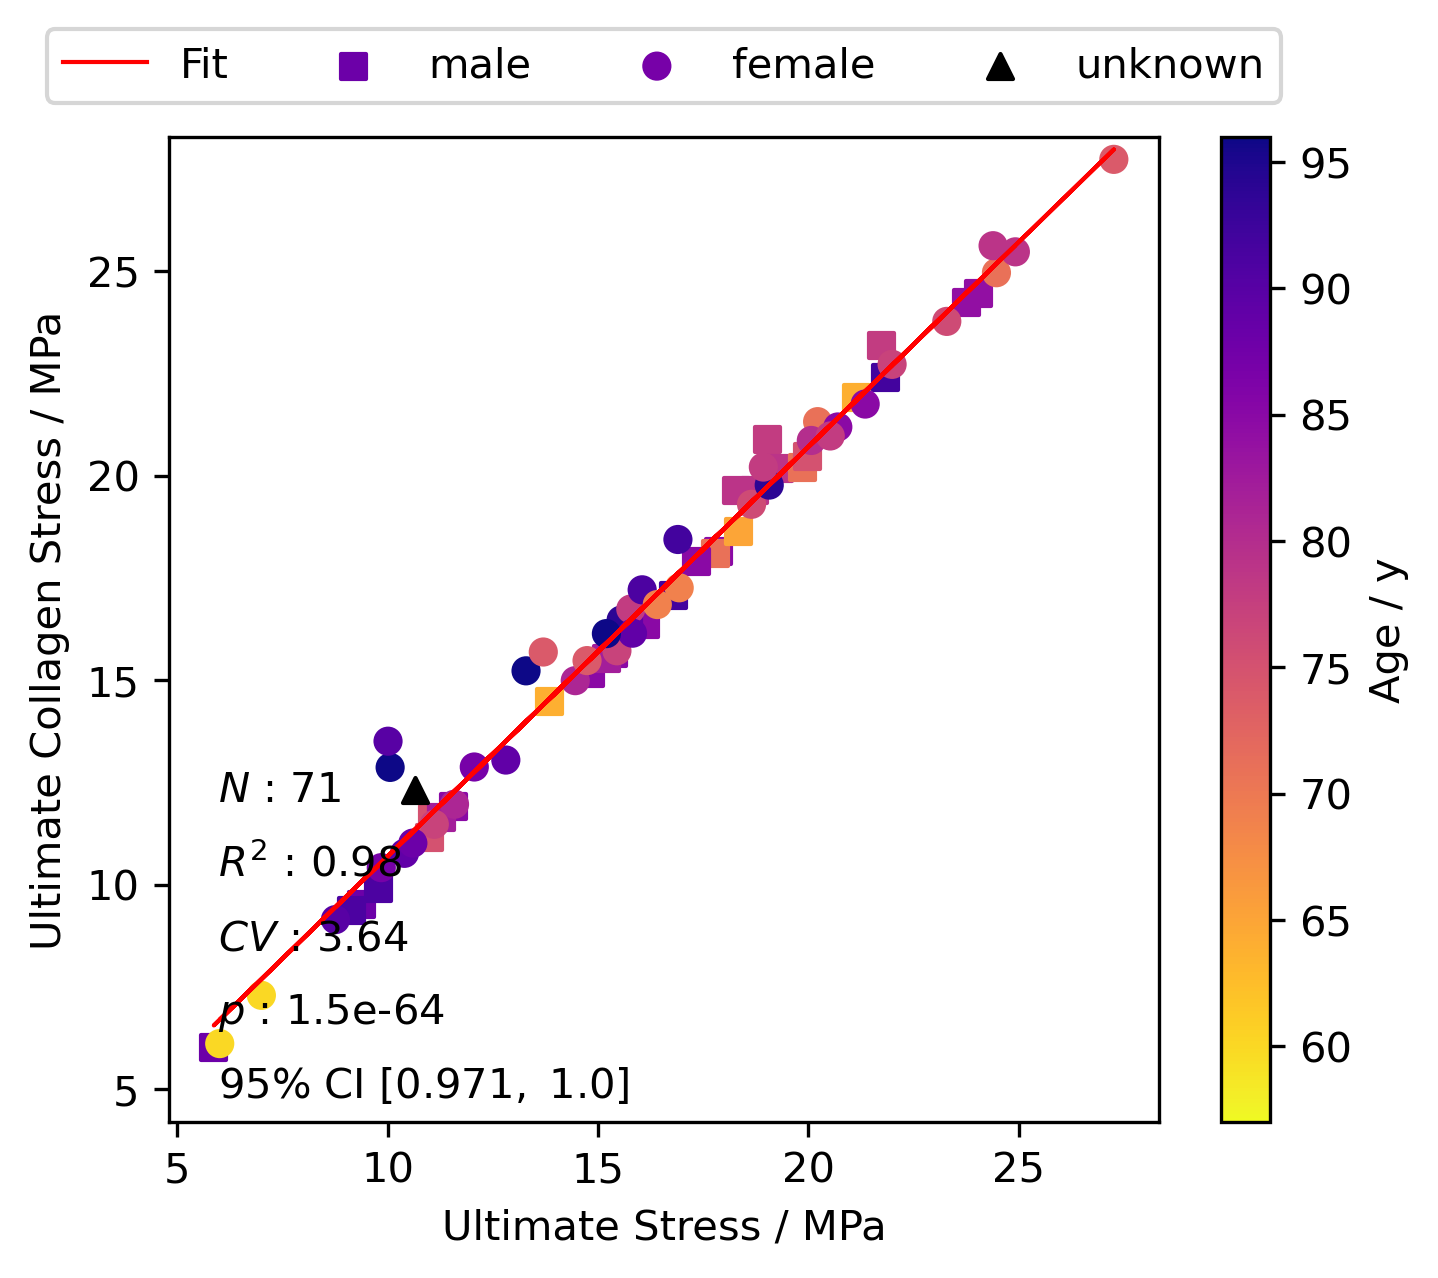 Fit male female unknown
Ultimate Collagen Stress / MPa
25
20
15
10
5
N : 71
R² : 0.98
CV : 3.64
p : 1.5e-64
95% CI [0.971, 1.0]
5 10 15 20 25
Ultimate Stress / MPa
95
90
85
80
75
70
65
60
Age / y